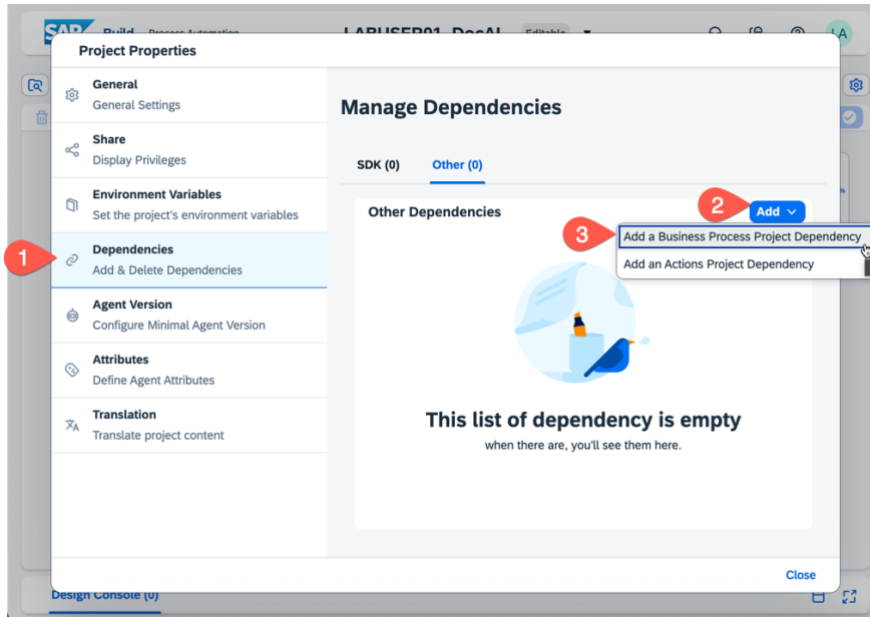 SAP Build Process Automation LABUSER01_DocAI Editable
LA
Project Properties
General
General Settings
Share
Display Privileges
Environment Variables
Set the project's environment variables
Dependencies
Add & Delete Dependencies
Agent Version
Configure Minimal Agent Version
Attributes
Define Agent Attributes
Translation
Translate project content
Manage Dependencies
SDK (0) Other (0)
Other Dependencies
Add
Add a Business Process Project Dependency
Add an Actions Project Dependency
1
2
3
This list of dependency is empty
when there are, you'll see them here.
Close
Design Console (0)